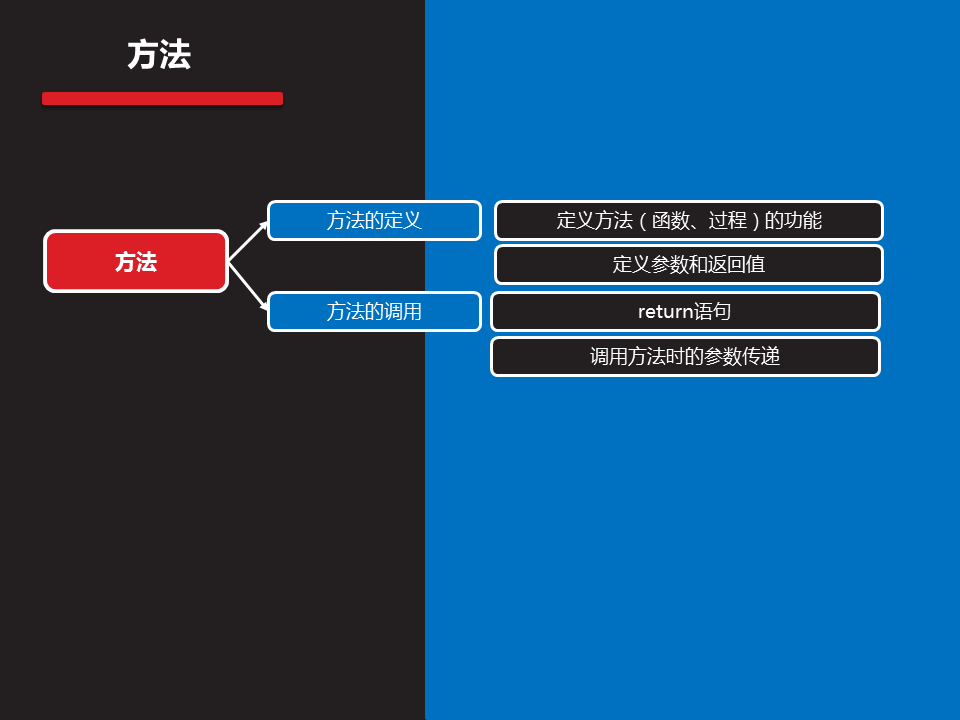 方法
方法
方法的定义
定义方法（函数、过程）的功能
定义参数和返回值
方法的调用
return语句
调用方法时的参数传递